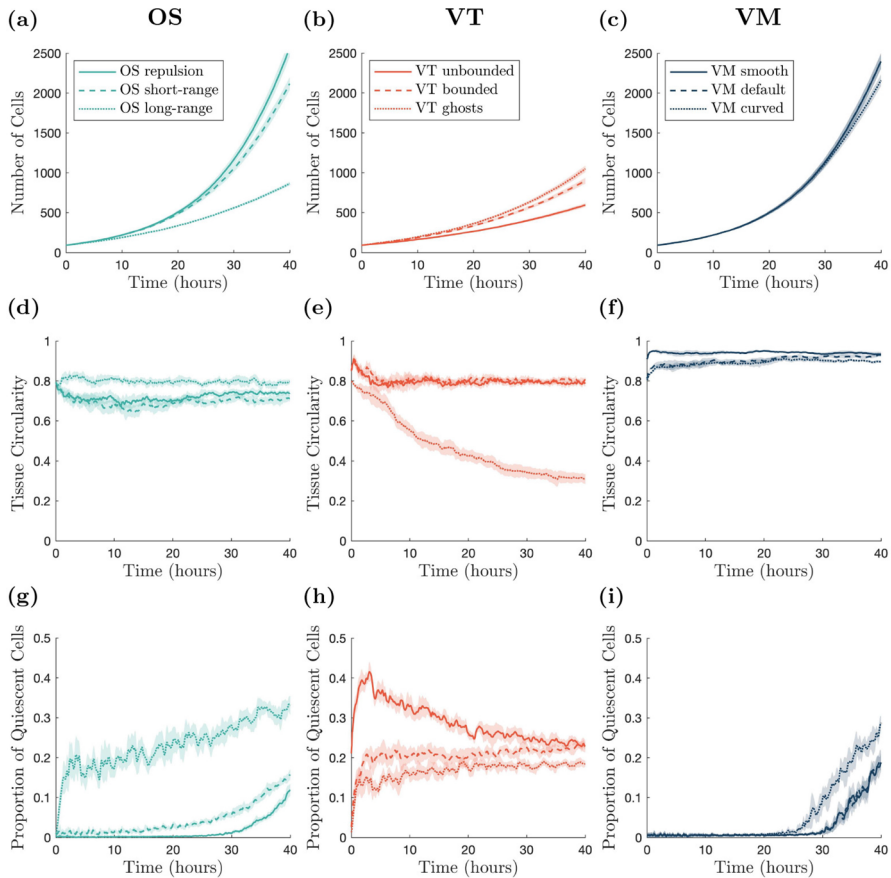 (a) OS
(b) VT
(c) VM
Number of Cells
2500
2000
1500
1000
500
0
0 10 20 30 40
Time (hours)
OS repulsion
OS short-range
OS long-range
Number of Cells
2500
2000
1500
1000
500
0
0 10 20 30 40
Time (hours)
VT unbounded
VT bounded
VT ghosts
Number of Cells
2500
2000
1500
1000
500
0
0 10 20 30 40
Time (hours)
VM smooth
VM default
VM curved
(d)
Tissue Circularity
1
0.8
0.6
0.4
0.2
0
0 10 20 30 40
Time (hours)
(e)
Tissue Circularity
1
0.8
0.6
0.4
0.2
0
0 10 20 30 40
Time (hours)
(f)
Tissue Circularity
1
0.8
0.6
0.4
0.2
0
0 10 20 30 40
Time (hours)
(g)
Proportion of Quiescent Cells
0.5
0.4
0.3
0.2
0.1
0
0 10 20 30 40
Time (hours)
(h)
Proportion of Quiescent Cells
0.5
0.4
0.3
0.2
0.1
0
0 10 20 30 40
Time (hours)
(i)
Proportion of Quiescent Cells
0.5
0.4
0.3
0.2
0.1
0
0 10 20 30 40
Time (hours)